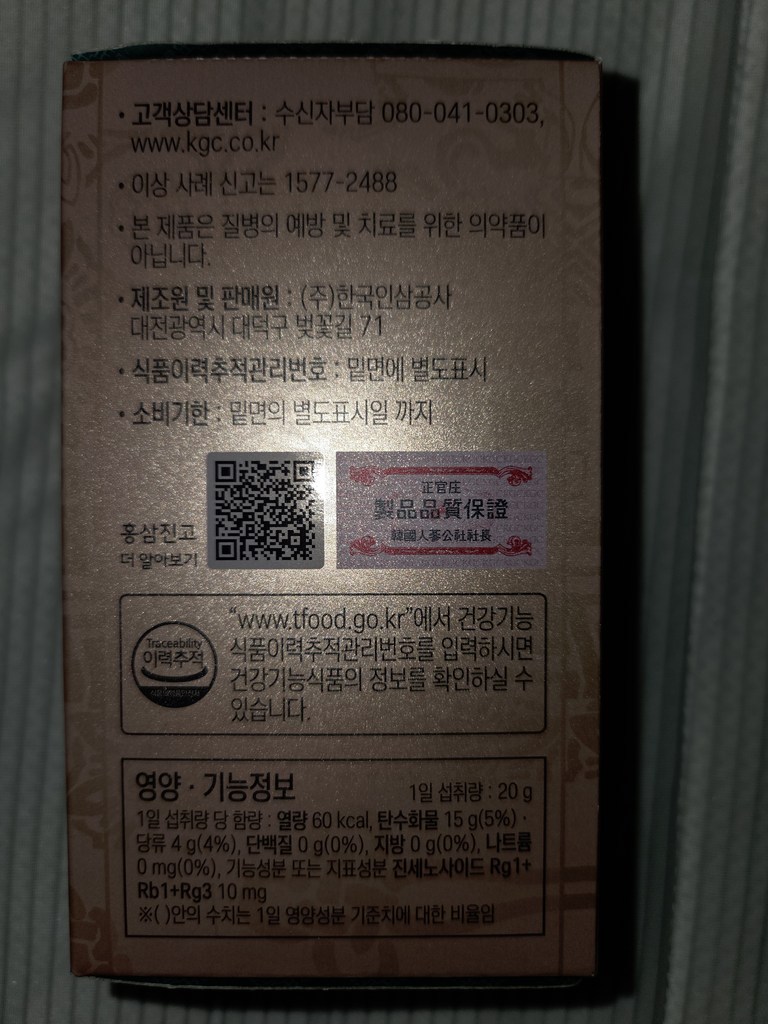 • 고객상담센터 : 수신자부담 080-041-0303,
www.kgc.co.kr
• 이상 사례 신고는 1577-2488
• 본 제품은 질병의 예방 및 치료를 위한 의약품이
아닙니다.
• 제조원 및 판매원 : (주)한국인삼공사
대전광역시 대덕구 벚꽃길 71
• 식품이력추적관리번호 : 밑면에 별도표시
• 소비기한 : 밑면의 별도표시일 까지
홍삼진고
더 알아보기
正官庄
製品品質保證
韓國人蔘公社社長
Traceability
이력추적
"www.tfood.go.kr"에서 건강기능
식품이력추적관리번호를 입력하시면
건강기능식품의 정보를 확인하실 수
있습니다.
영양 · 기능정보 1일 섭취량 : 20 g
1일 섭취량 당 함량 : 열량 60 kcal, 탄수화물 15 g(5%) ·
당류 4 g(4%), 단백질 0 g(0%), 지방 0 g(0%), 나트륨
0 mg(0%), 기능성분 또는 지표성분 진세노사이드 Rg1+
Rb1+Rg3 10 mg
※( )안의 수치는 1일 영양성분 기준치에 대한 비율임